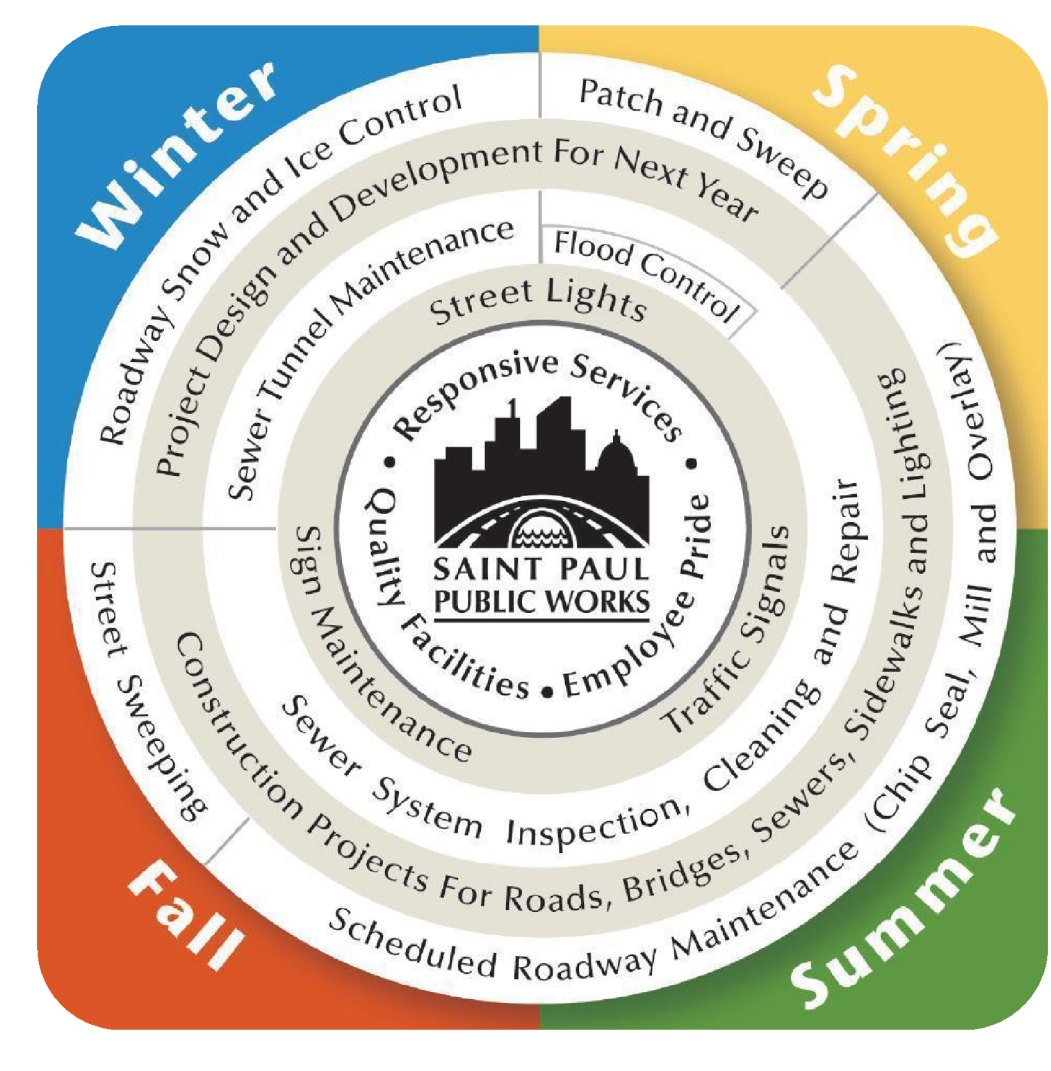 Winter
Spring
Summer
Fall
Roadway Snow and Ice Control
Patch and Sweep
Scheduled Roadway Maintenance (Chip Seal, Mill and Overlay)
Street Sweeping
Project Design and Development For Next Year
Construction Projects For Roads, Bridges, Sewers, Sidewalks and Lighting
Sewer Tunnel Maintenance
Flood Control
Sewer System Inspection, Cleaning and Repair
Street Lights
Traffic Signals
Sign Maintenance
• Responsive Services • Employee Pride • Quality Facilities
SAINT PAUL
PUBLIC WORKS